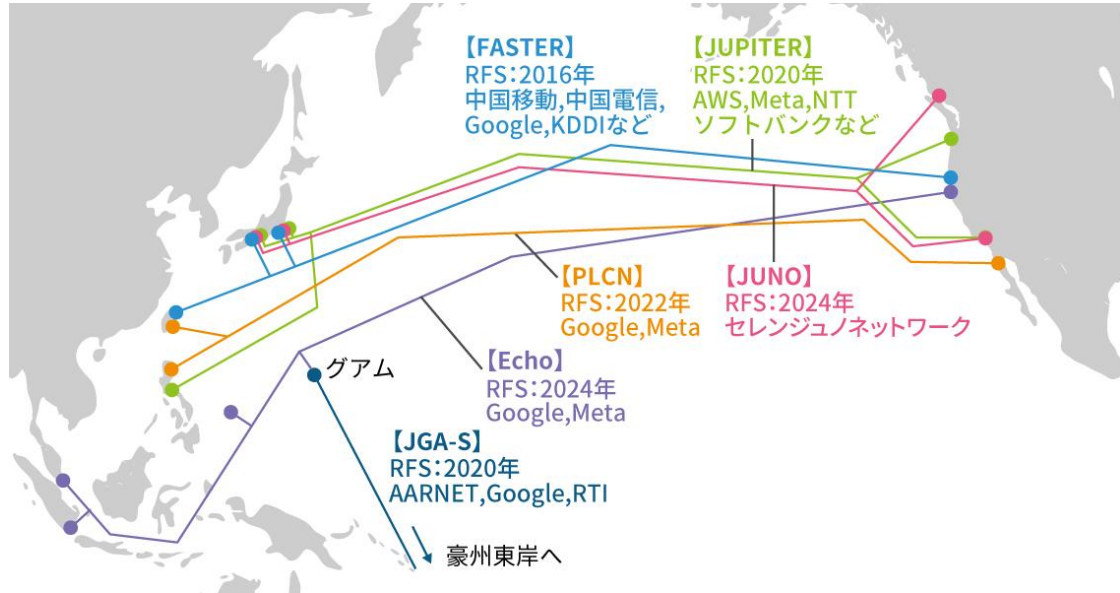 【FASTER】
RFS：2016年
中国移動,中国電信,
Google,KDDIなど
【JUPITER】
RFS：2020年
AWS,Meta,NTT
ソフトバンクなど
【PLCN】
RFS：2022年
Google,Meta
【JUNO】
RFS：2024年
セレンジュノネットワーク
【Echo】
RFS：2024年
Google,Meta
グアム
【JGA-S】
RFS：2020年
AARNET,Google,RTI
豪州東岸へ